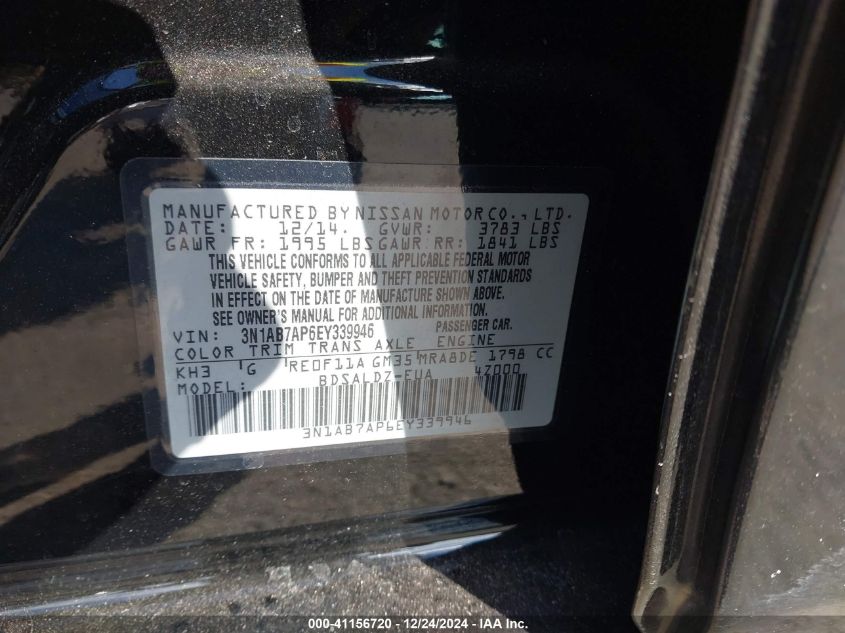 MANUFACTURED BY NISSAN MOTOR CO., LTD.
DATE: 12/14. GVWR: 3783 LBS
GAWR FR: 1995 LBS GAWR RR: 1841 LBS
THIS VEHICLE CONFORMS TO ALL APPLICABLE FEDERAL MOTOR
VEHICLE SAFETY, BUMPER AND THEFT PREVENTION STANDARDS
IN EFFECT ON THE DATE OF MANUFACTURE SHOWN ABOVE.
SEE OWNER'S MANUAL FOR ADDITIONAL INFORMATION.
VIN: 3N1AB7AP6EY339946 PASSENGER CAR.
COLOR TRIM TRANS AXLE ENGINE
KH3 G RE0F11A GM35 MRA8DE 1798 CC
MODEL: BDSALDZ-EUA 4Z000
3N1AB7AP6EY339946
000-41156720 - 12/24/2024 - IAA Inc.